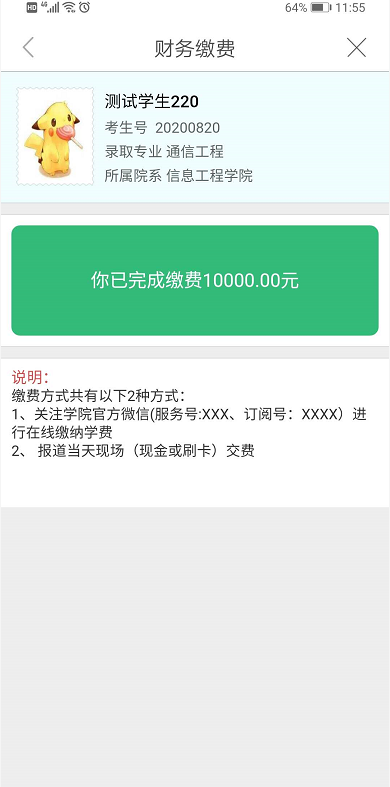 HD 4G 64% 11:55
财务缴费
测试学生220
考生号 20200820
录取专业 通信工程
所属院系 信息工程学院
你已完成缴费10000.00元
说明：
缴费方式共有以下2种方式：
1、关注学院官方微信(服务号:XXX、订阅号：XXXX）进
行在线缴纳学费
2、 报道当天现场（现金或刷卡）交费